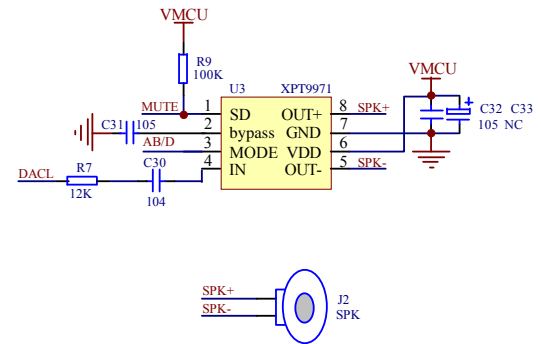 VMCU
R9
100K
U3 XPT9971
VMCU
MUTE 1 SD OUT+ 8 SPK+
C31 105 2 bypass GND 7
C32 C33
105 NC
AB/D 3 MODE VDD 6
DACL R7 C30 4 IN OUT- 5 SPK-
12K 104
SPK+
SPK-
J2
SPK